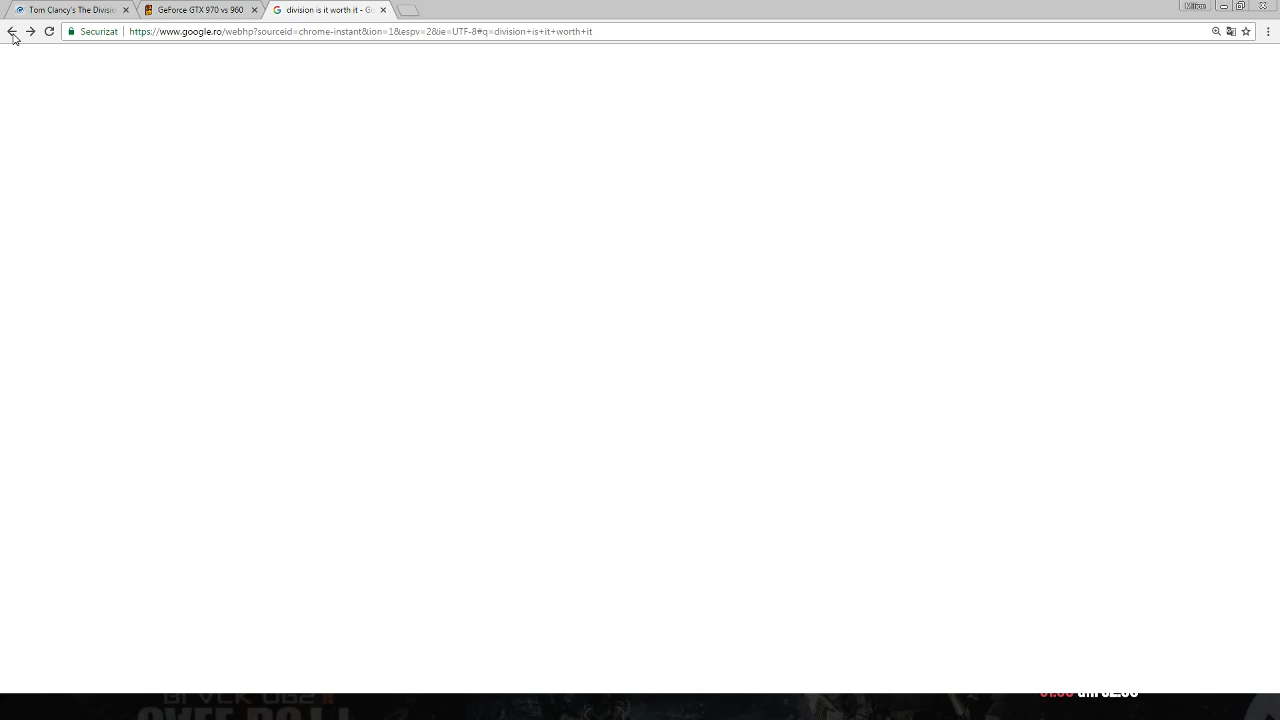 Tom Clancy's The Divisio
GeForce GTX 970 vs 960
division is it worth it - Go
Securizat
https://www.google.ro/webhp?sourceid=chrome-instant&ion=1&espv=2&ie=UTF-8#q=division+is+it+worth+it